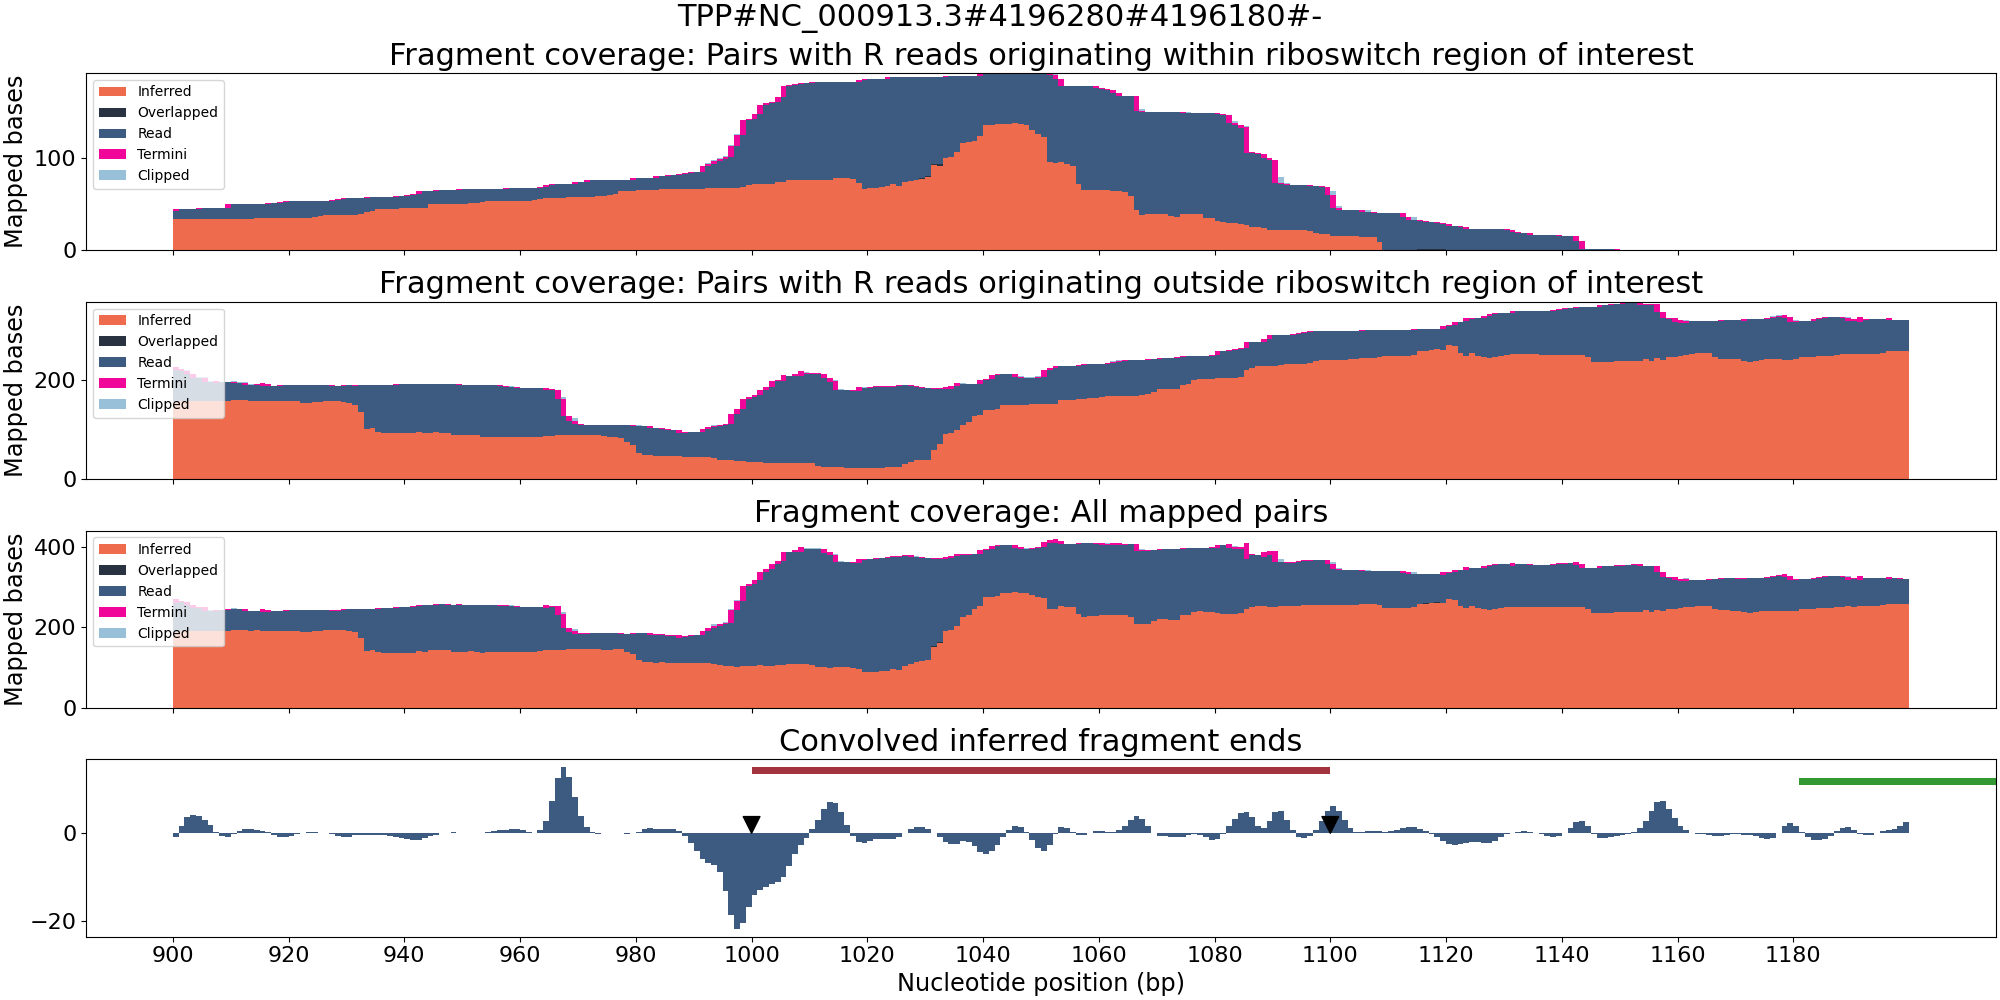 TPP#NC_000913.3#4196280#4196180#-
Fragment coverage: Pairs with R reads originating within riboswitch region of interest
Mapped bases
100
0
Inferred
Overlapped
Read
Termini
Clipped
Fragment coverage: Pairs with R reads originating outside riboswitch region of interest
Mapped bases
200
0
Inferred
Overlapped
Read
Termini
Clipped
Fragment coverage: All mapped pairs
Mapped bases
400
200
0
Inferred
Overlapped
Read
Termini
Clipped
Convolved inferred fragment ends
0
−20
900 920 940 960 980 1000 1020 1040 1060 1080 1100 1120 1140 1160 1180
Nucleotide position (bp)